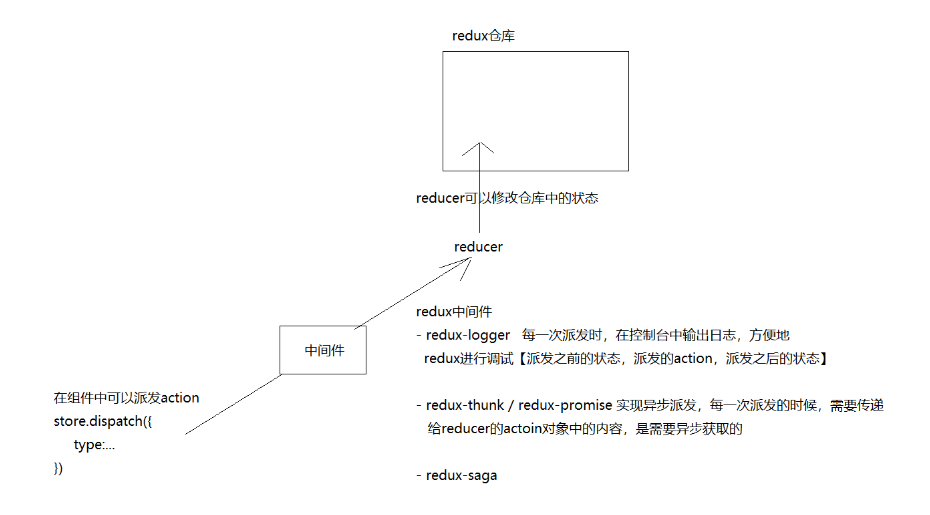 redux仓库
reducer可以修改仓库中的状态
reducer
中间件
在组件中可以派发action
store.dispatch({
type:...
})
redux中间件
- redux-logger 每一次派发时，在控制台中输出日志，方便地
redux进行调试【派发之前的状态，派发的action，派发之后的状态】
- redux-thunk / redux-promise 实现异步派发，每一次派发的时候，需要传递
给reducer的actoin对象中的内容，是需要异步获取的
- redux-saga